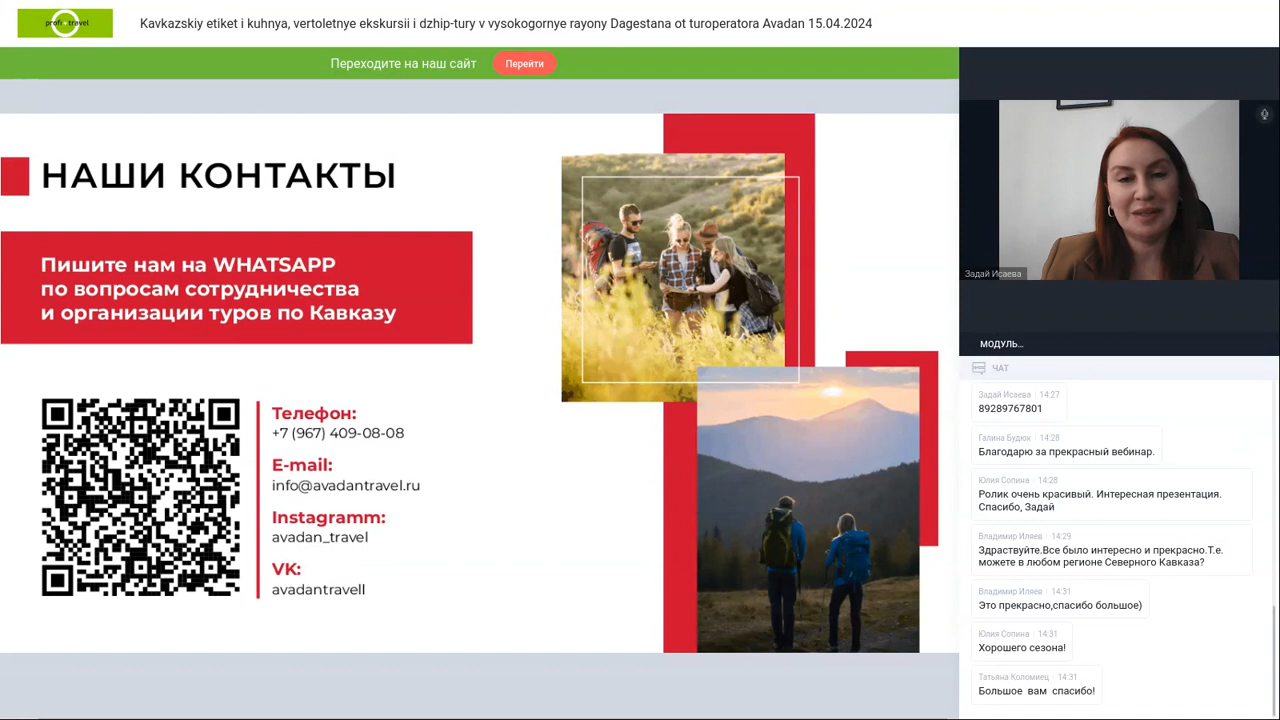 profi travel
Kavkazskiy etiket i kuhnya, vertoletnye ekskursii i dzhip-tury v vysokogornye rayony Dagestana ot turoperatora Avadan 15.04.2024
Переходите на наш сайт
Перейти
НАШИ КОНТАКТЫ
Пишите нам на WHATSAPP
по вопросам сотрудничества
и организации туров по Кавказу
Телефон:
+7 (967) 409-08-08
E-mail:
info@avadantravel.ru
Instagramm:
avadan_travel
VK:
avadantravell
Задай Исаева
МОДУЛЬ...
ЧАТ
Задай Исаева · 14:27
89289767801
Галина Будюк · 14:28
Благодарю за прекрасный вебинар.
Юлия Сопина · 14:28
Ролик очень красивый. Интересная презентация.
Спасибо, Задай
Владимир Иляев · 14:29
Здраствуйте.Все было интересно и прекрасно.Т.е.
можете в любом регионе Северного Кавказа?
Владимир Иляев · 14:31
Это прекрасно,спасибо большое)
Юлия Сопина · 14:31
Хорошего сезона!
Татьяна Коломиец · 14:31
Большое вам спасибо!